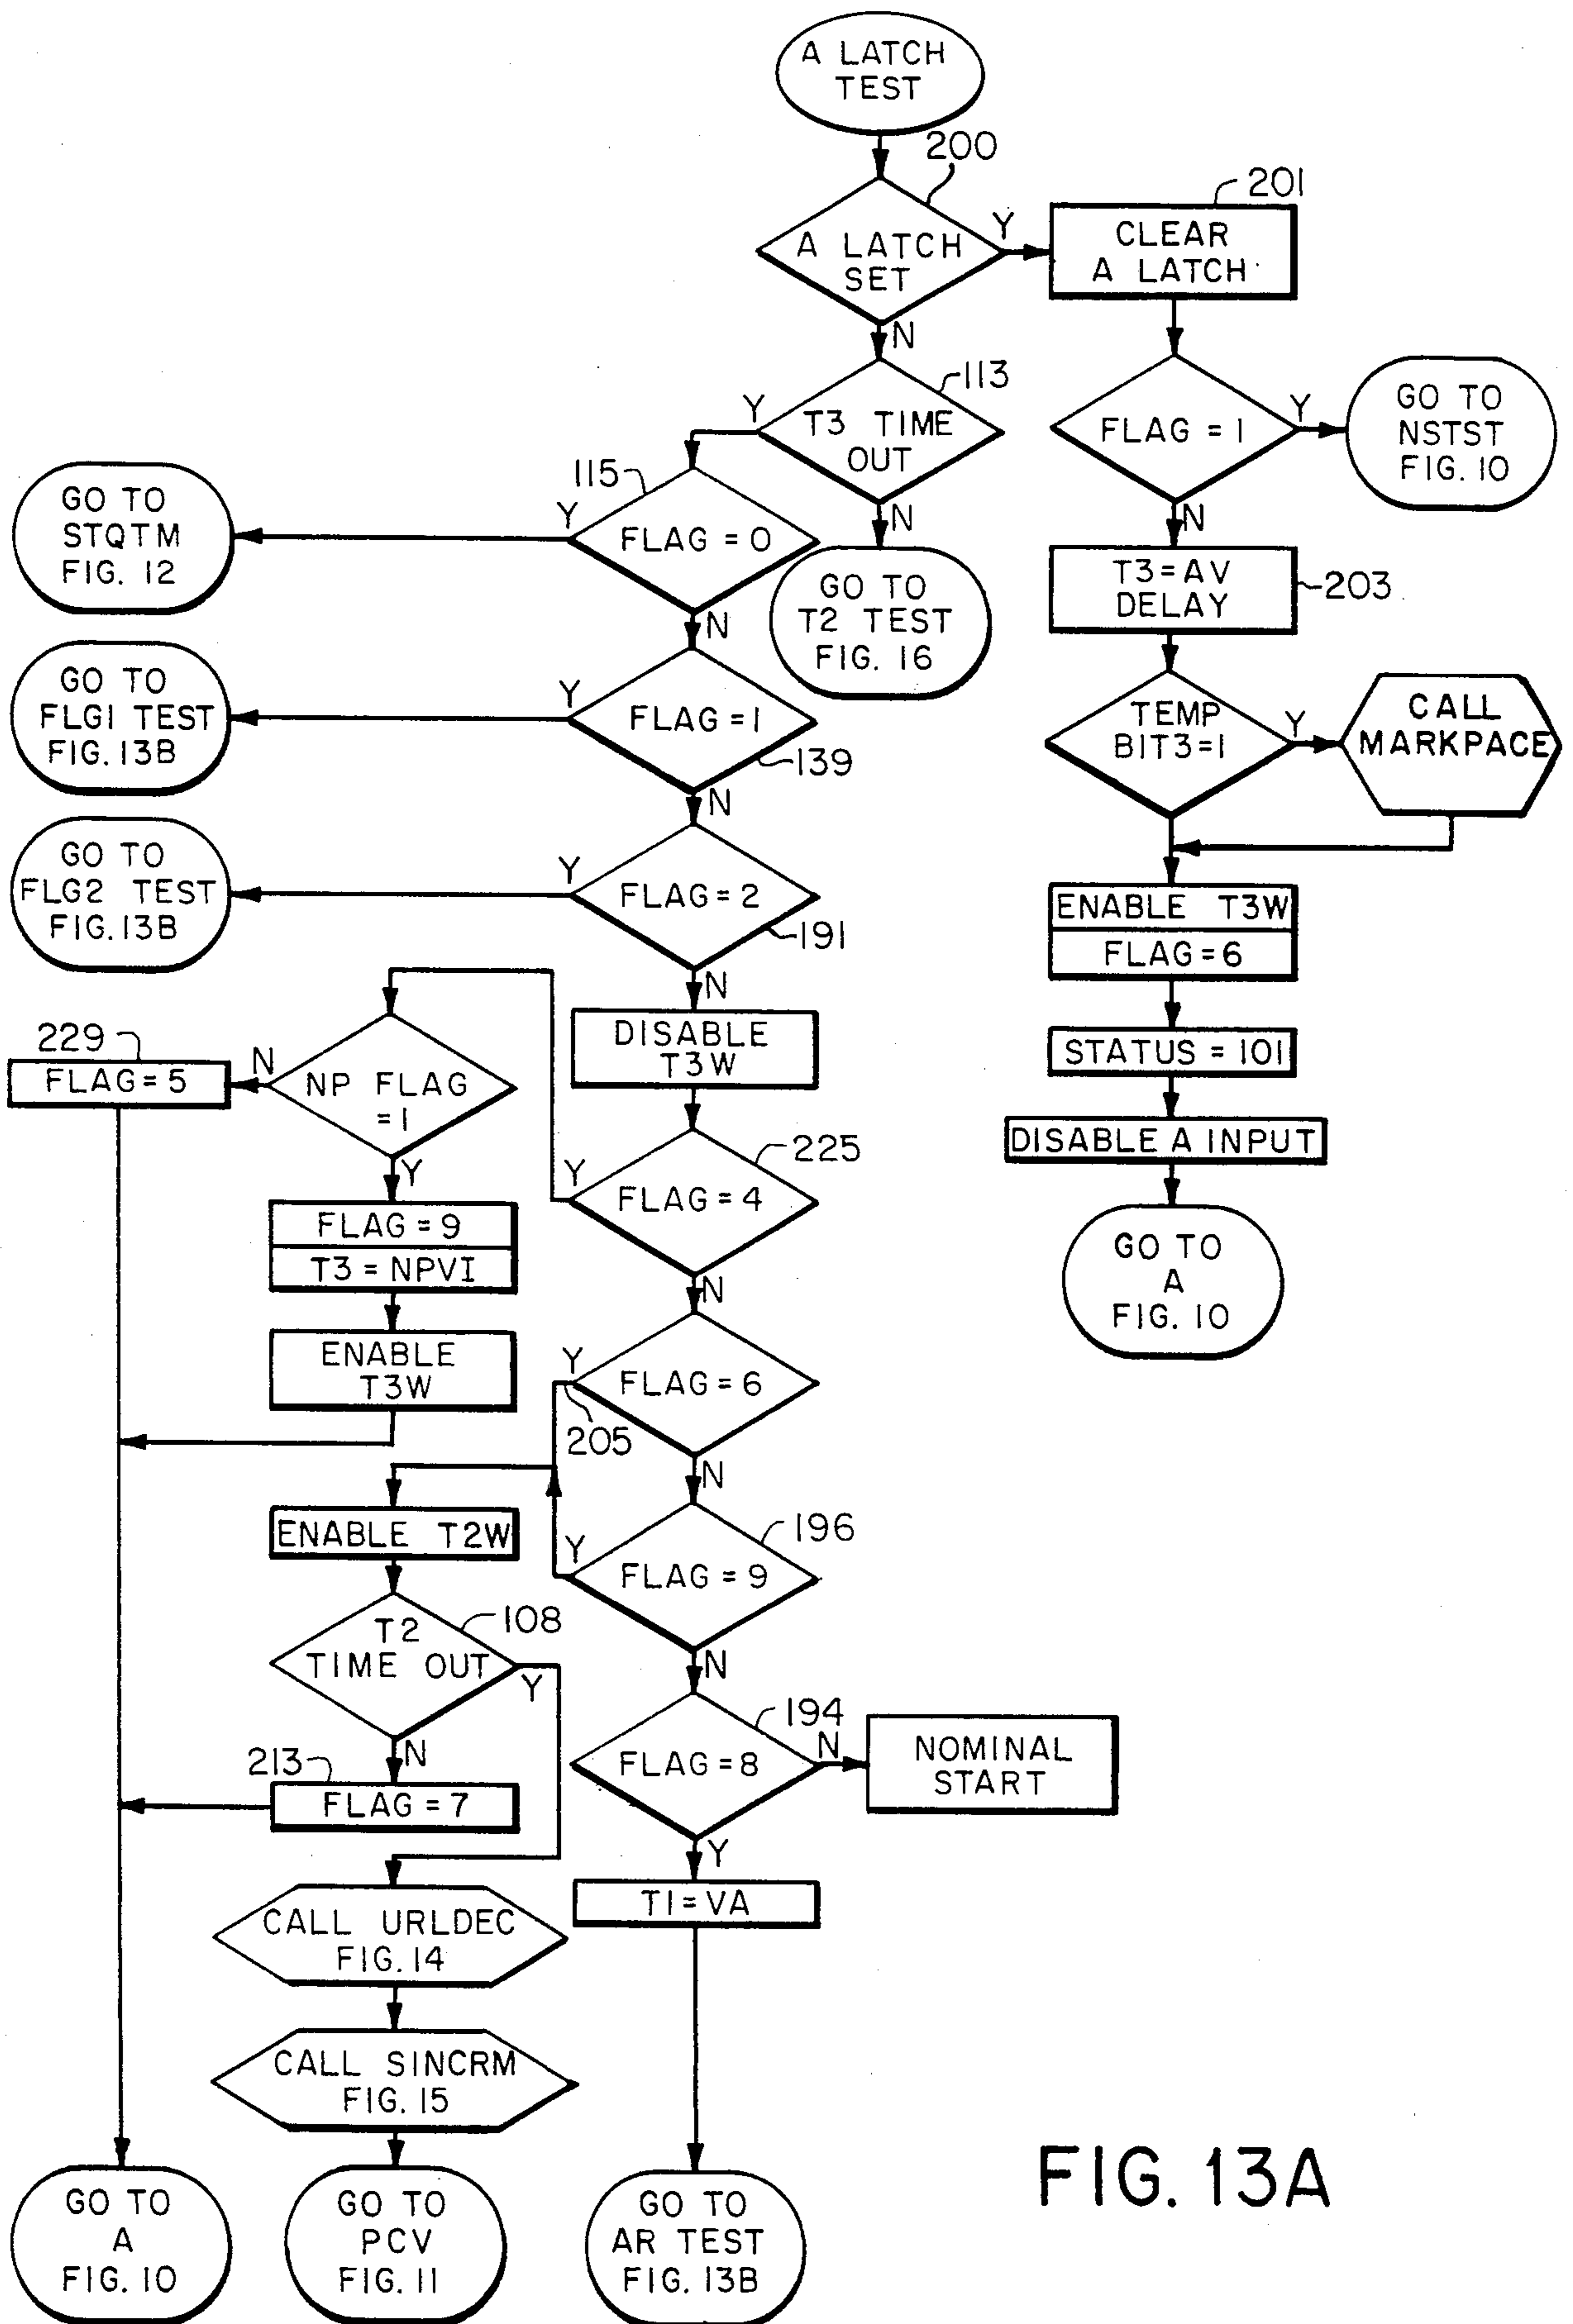 A LATCH
TEST
200
A LATCH
SET
Y
N
201
CLEAR
A LATCH
113
T3 TIME
OUT
Y
N
FLAG = 1
Y
N
GO TO
NSTST
FIG. 10
115
FLAG = 0
Y
N
GO TO
STQTM
FIG. 12
GO TO
T2 TEST
FIG. 16
T3=AV
DELAY
203
FLAG = 1
Y
N
139
GO TO
FLG1 TEST
FIG. 13B
TEMP
BIT3=1
Y
CALL
MARKPACE
FLAG = 2
Y
N
191
GO TO
FLG2 TEST
FIG. 13B
ENABLE T3W
FLAG=6
STATUS = 101
DISABLE A INPUT
GO TO
A
FIG. 10
DISABLE
T3W
229
FLAG = 5
N
NP FLAG
=1
Y
225
FLAG = 4
Y
N
FLAG = 9
T3 = NPVI
ENABLE
T3W
FLAG = 6
Y
N
205
ENABLE T2W
196
FLAG = 9
Y
N
108
T2
TIME OUT
Y
N
194
FLAG=8
N
Y
NOMINAL
START
213
FLAG = 7
T1=VA
CALL URLDEC
FIG. 14
CALL SINCRM
FIG. 15
GO TO
A
FIG. 10
GO TO
PCV
FIG. 11
GO TO
AR TEST
FIG. 13B
FIG. 13A